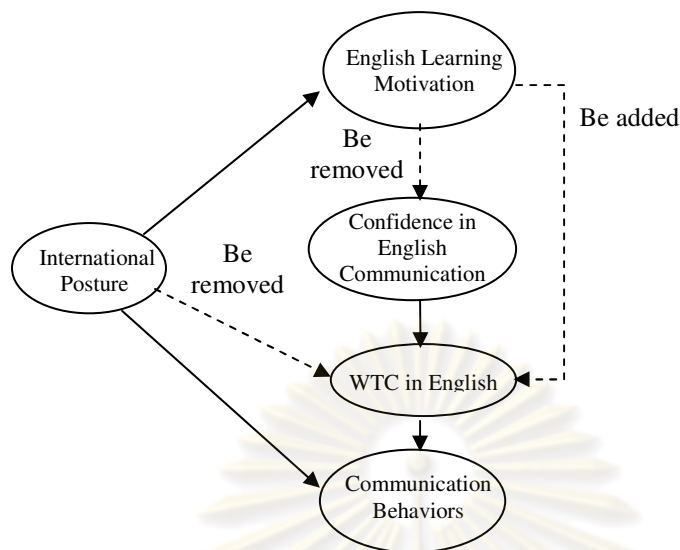 English Learning
Motivation
Be added
Be
removed
Confidence in
English
Communication
International
Posture
Be
removed
WTC in English
Communication
Behaviors